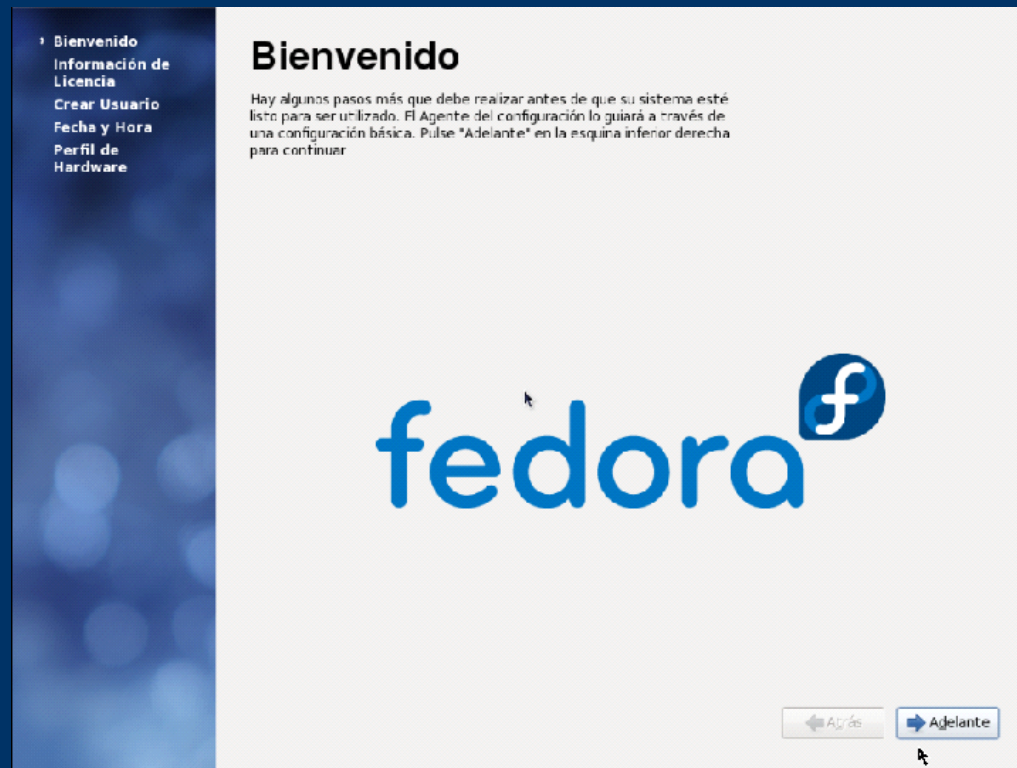 Bienvenido
Información de
Licencia
Crear Usuario
Fecha y Hora
Perfil de
Hardware
Bienvenido
Hay algunos pasos más que debe realizar antes de que su sistema esté
listo para ser utilizado. El Agente del configuración lo guiará a través de
una configuración básica. Pulse "Adelante" en la esquina inferior derecha
para continuar
fedora
Atrás
Adelante